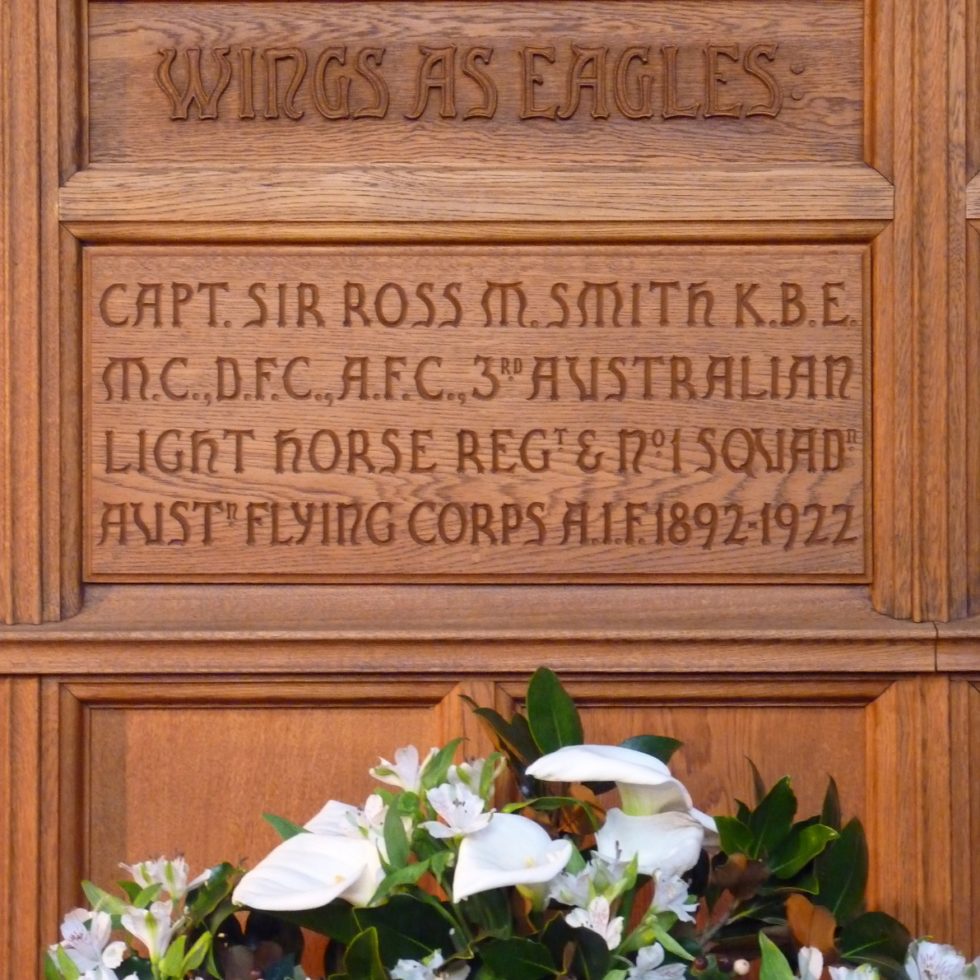 WINGS AS EAGLES:
CAPT. SIR ROSS M. SMITH K.B.E.
M.C., D.F.C., A.F.C., 3RD. AUSTRALIAN
LIGHT HORSE REGT & No. 1 SQUADN
AUSTN FLYING CORPS A.I.F. 1892-1922